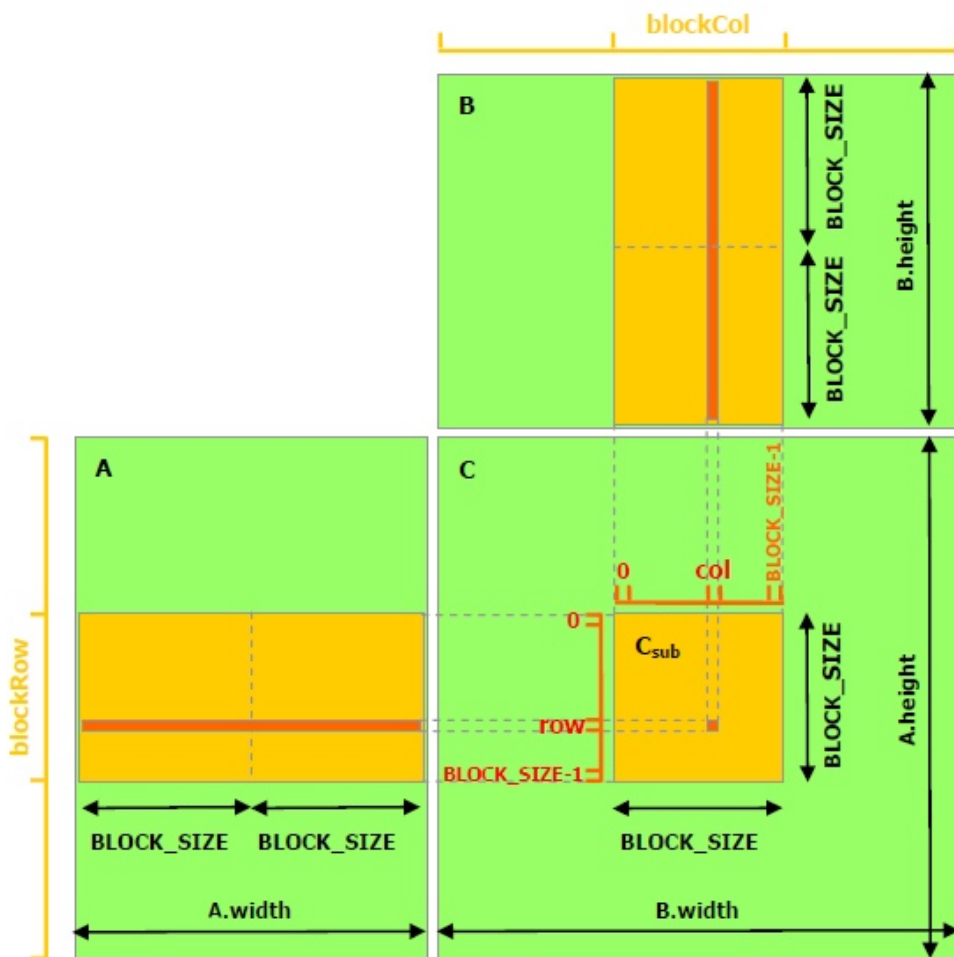 blockCol
B
BLOCK_SIZE
BLOCK_SIZE
B.height
A
C
BLOCK_SIZE-1
0
col
0
Csub
BLOCK_SIZE
A.height
blockRow
row
BLOCK_SIZE-1
BLOCK_SIZE
BLOCK_SIZE
BLOCK_SIZE
A.width
B.width